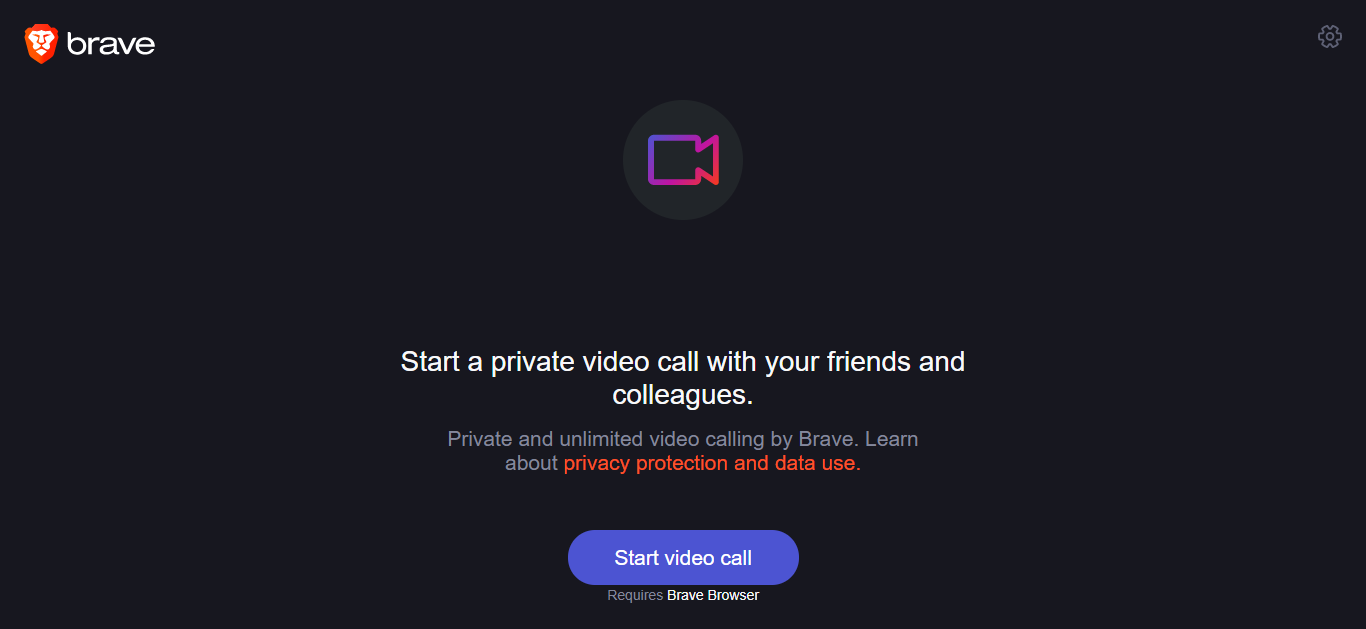 brave
Start a private video call with your friends and
colleagues.
Private and unlimited video calling by Brave. Learn
about privacy protection and data use.
Start video call
Requires Brave Browser